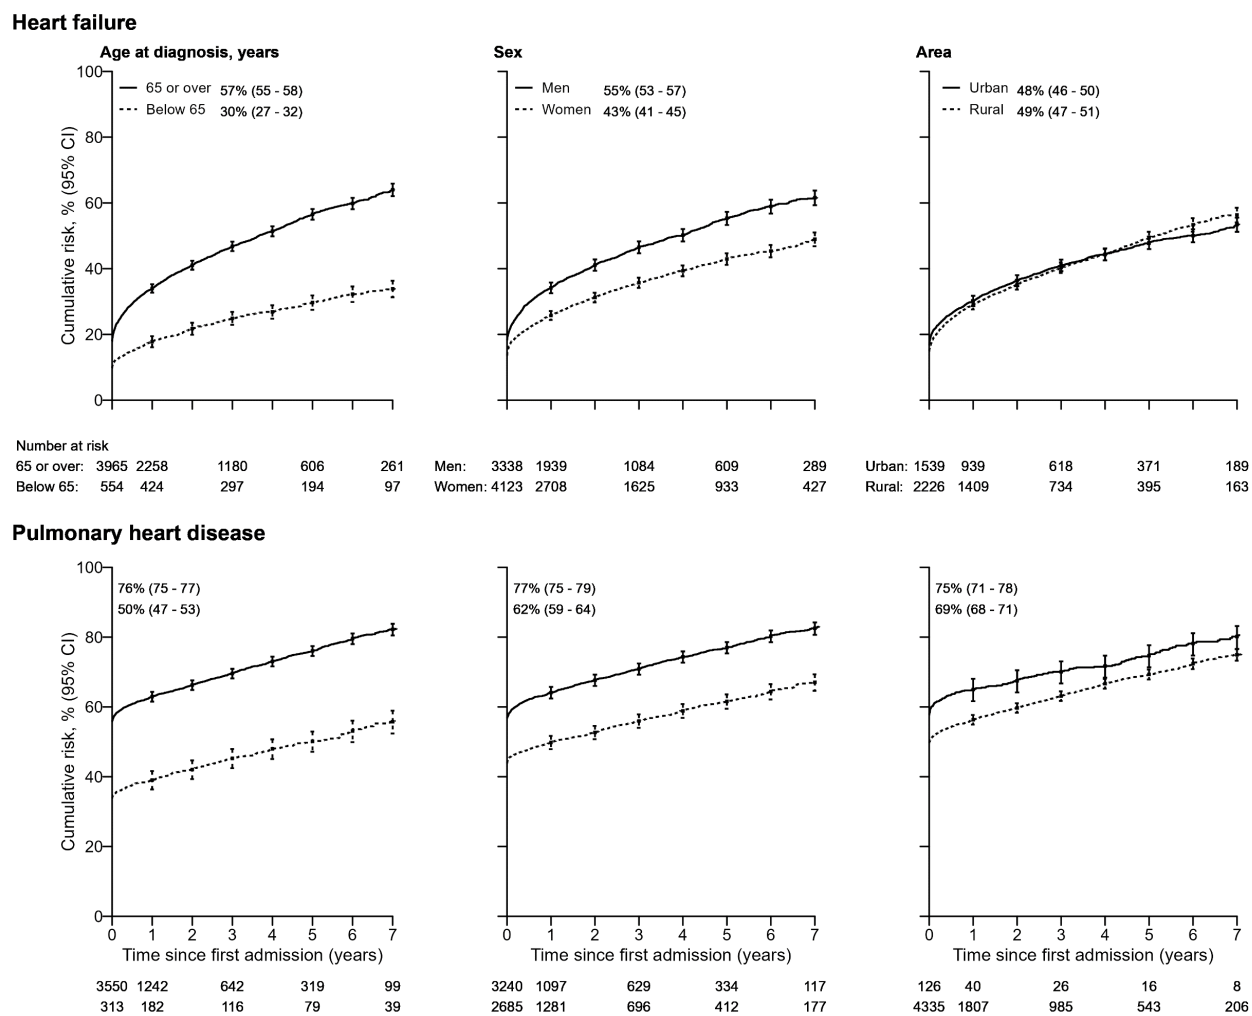 Heart failure
Age at diagnosis, years
Sex
Area
Cumulative risk, % (95% CI)
100
80
60
40
20
0
65 or over 57% (55 - 58)
Below 65 30% (27 - 32)
Men 55% (53 - 57)
Women 43% (41 - 45)
Urban 48% (46 - 50)
Rural 49% (47 - 51)
Number at risk
65 or over: 3965 2258 1180 606 261
Below 65: 554 424 297 194 97
Men: 3338 1939 1084 609 289
Women: 4123 2708 1625 933 427
Urban: 1539 939 618 371 189
Rural: 2226 1409 734 395 163
Pulmonary heart disease
Cumulative risk, % (95% CI)
100
80
60
40
20
0
76% (75 - 77)
50% (47 - 53)
77% (75 - 79)
62% (59 - 64)
75% (71 - 78)
69% (68 - 71)
0 1 2 3 4 5 6 7
Time since first admission (years)
0 1 2 3 4 5 6 7
Time since first admission (years)
0 1 2 3 4 5 6 7
Time since first admission (years)
3550 1242 642 319 99
313 182 116 79 39
3240 1097 629 334 117
2685 1281 696 412 177
126 40 26 16 8
4335 1807 985 543 206